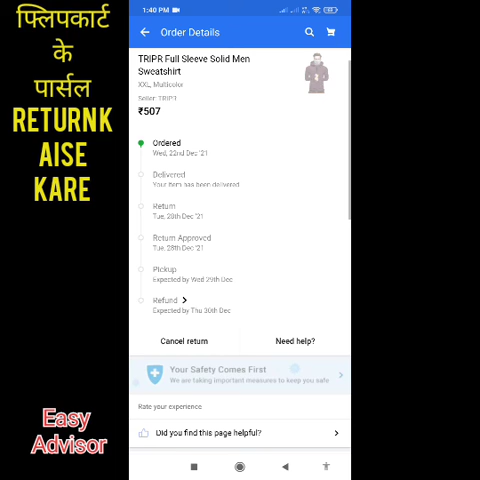 फ्लिपकार्ट
के
पार्सल
RETURNK
AISE
KARE
1:40 PM
Order Details
TRIPR Full Sleeve Solid Men
Sweatshirt
XXL, Multicolor
Seller: TRIPR
₹507
Ordered
Wed, 22nd Dec '21
Delivered
Your item has been delivered
Return
Tue, 28th Dec '21
Return Approved
Tue, 28th Dec '21
Pickup
Expected by Wed 29th Dec
Refund
Expected by Thu 30th Dec
Cancel return
Need help?
Your Safety Comes First
We are taking important measures to keep you safe
Rate your experience
Did you find this page helpful?
Easy
Advisor